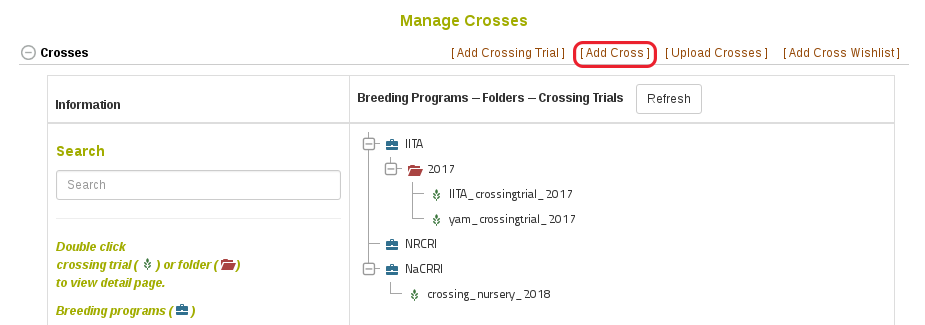 Manage Crosses
Crosses [ Add Crossing Trial ] [ Add Cross ] [ Upload Crosses ] [ Add Cross Wishlist ]
Information
Breeding Programs -- Folders -- Crossing Trials Refresh
Search
Search
Double click
crossing trial ( ) or folder ( )
to view detail page.
Breeding programs ( )
IITA
2017
IITA_crossingtrial_2017
yam_crossingtrial_2017
NRCRI
NaCRRI
crossing_nursery_2018